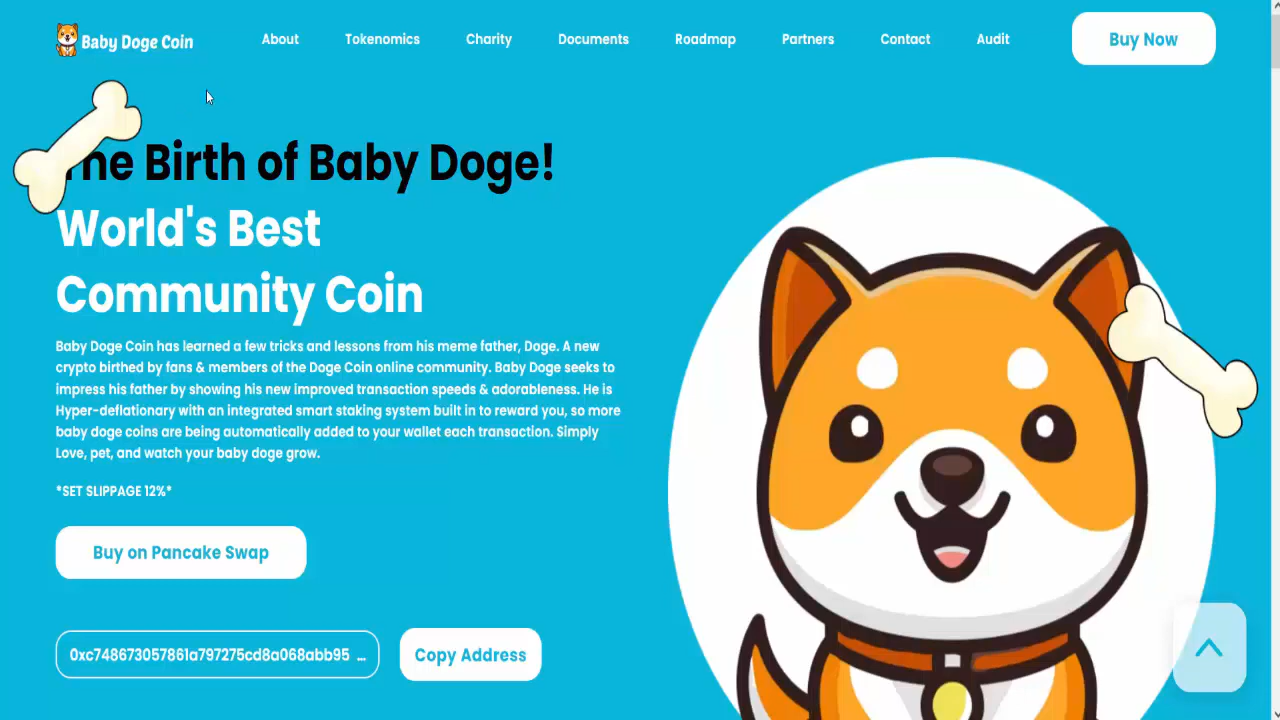 Baby Doge Coin
About Tokenomics Charity Documents Roadmap Partners Contact Audit
Buy Now
The Birth of Baby Doge!
World's Best
Community Coin
Baby Doge Coin has learned a few tricks and lessons from his meme father, Doge. A new
crypto birthed by fans & members of the Doge Coin online community. Baby Doge seeks to
impress his father by showing his new improved transaction speeds & adorableness. He is
Hyper-deflationary with an integrated smart staking system built in to reward you, so more
baby doge coins are being automatically added to your wallet each transaction. Simply
Love, pet, and watch your baby doge grow.
*SET SLIPPAGE 12%*
Buy on Pancake Swap
0xc748673057861a797275cd8a068abb95 ...
Copy Address